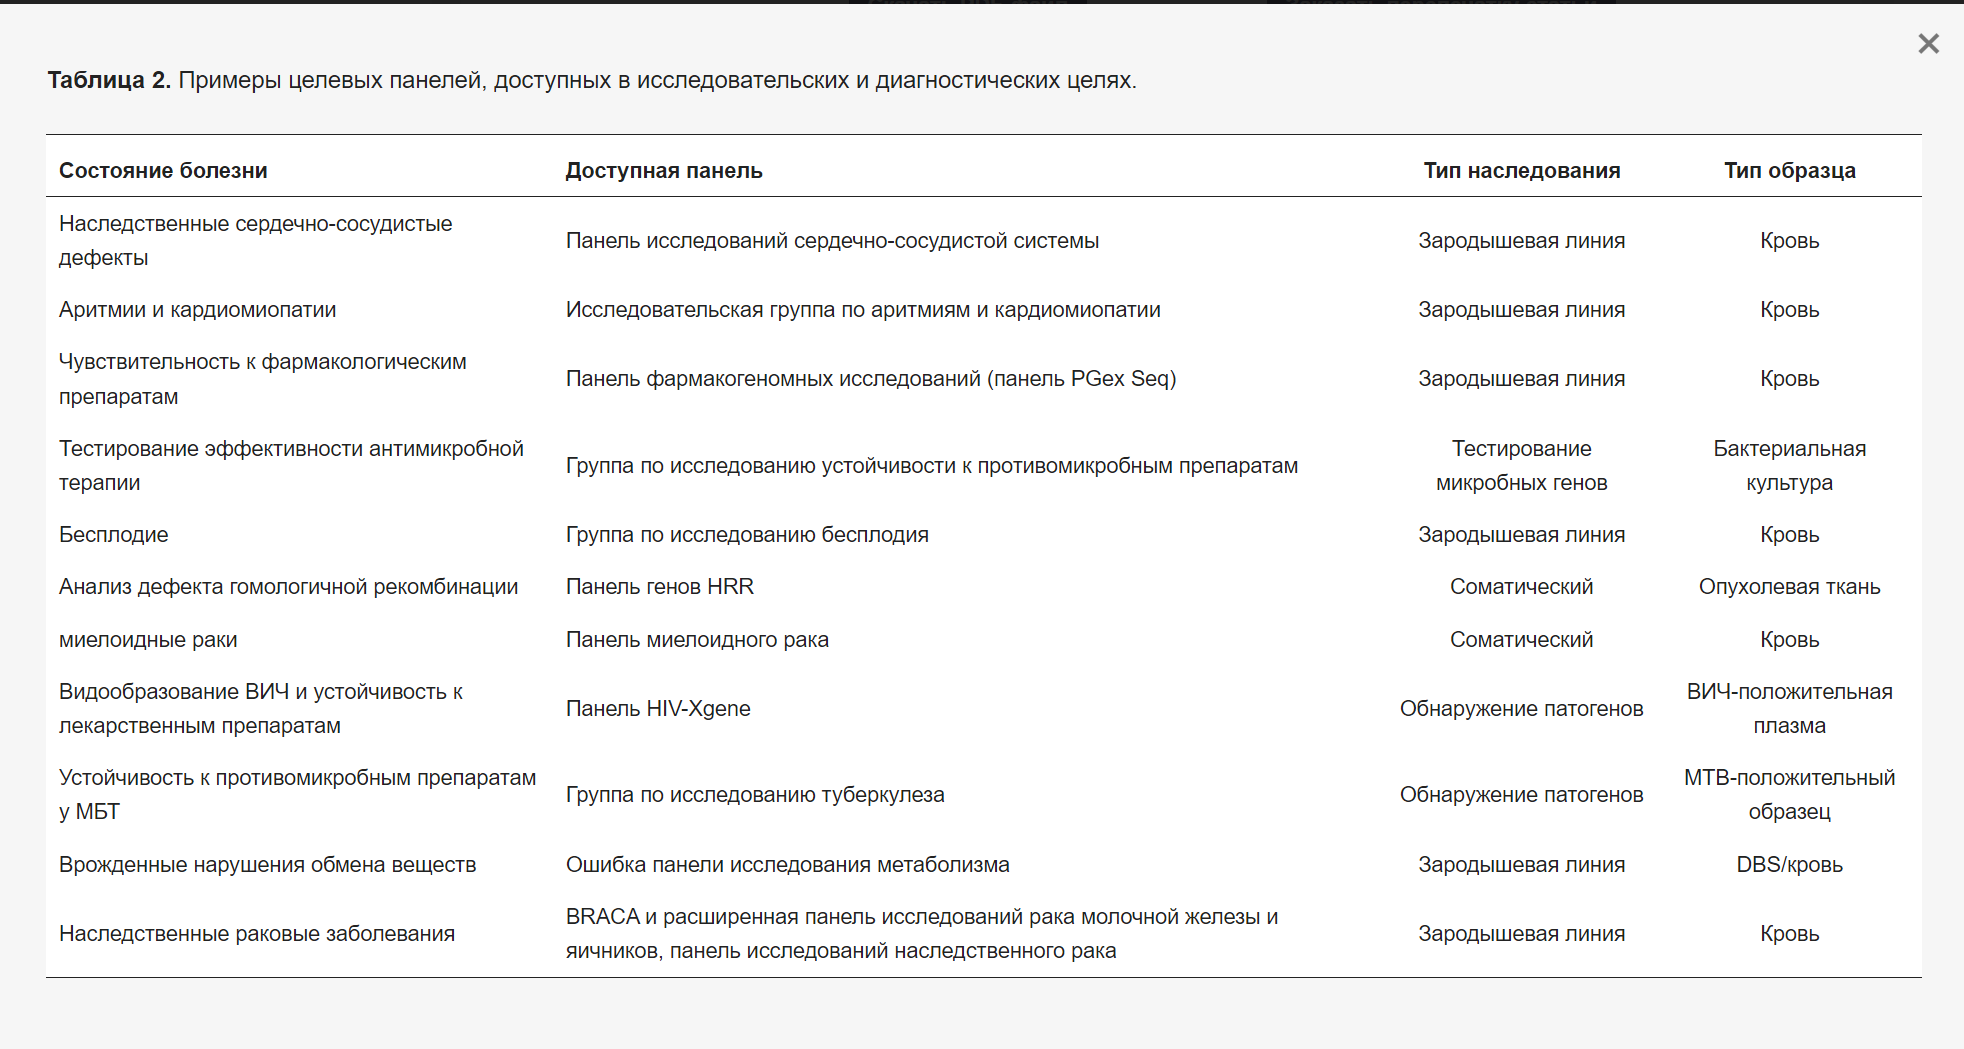 Таблица 2. Примеры целевых панелей, доступных в исследовательских и диагностических целях.
Состояние болезни Доступная панель Тип наследования Тип образца
Наследственные сердечно-сосудистые
дефекты
Панель исследований сердечно-сосудистой системы Зародышевая линия Кровь
Аритмии и кардиомиопатии Исследовательская группа по аритмиям и кардиомиопатии Зародышевая линия Кровь
Чувствительность к фармакологическим
препаратам
Панель фармакогеномных исследований (панель PGex Seq) Зародышевая линия Кровь
Тестирование эффективности антимикробной
терапии
Группа по исследованию устойчивости к противомикробным препаратам
Тестирование
микробных генов
Бактериальная
культура
Бесплодие Группа по исследованию бесплодия Зародышевая линия Кровь
Анализ дефекта гомологичной рекомбинации Панель генов HRR Соматический Опухолевая ткань
миелоидные раки Панель миелоидного рака Соматический Кровь
Видообразование ВИЧ и устойчивость к
лекарственным препаратам
Панель HIV-Xgene Обнаружение патогенов
ВИЧ-положительная
плазма
Устойчивость к противомикробным препаратам
у МБТ
Группа по исследованию туберкулеза Обнаружение патогенов
МТВ-положительный
образец
Врожденные нарушения обмена веществ Ошибка панели исследования метаболизма Зародышевая линия DBS/кровь
Наследственные раковые заболевания
BRACA и расширенная панель исследований рака молочной железы и
яичников, панель исследований наследственного рака
Зародышевая линия Кровь